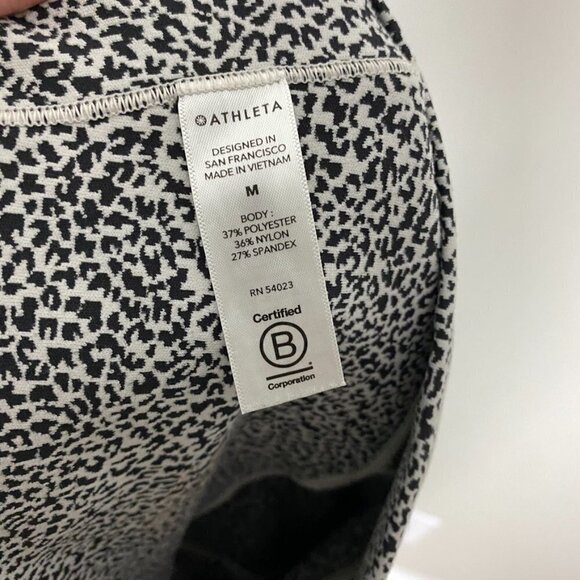 ATHLETA
DESIGNED IN
SAN FRANCISCO
MADE IN VIETNAM
M
BODY :
37% POLYESTER
36% NYLON
27% SPANDEX
RN 54023
Certified
B
Corporation